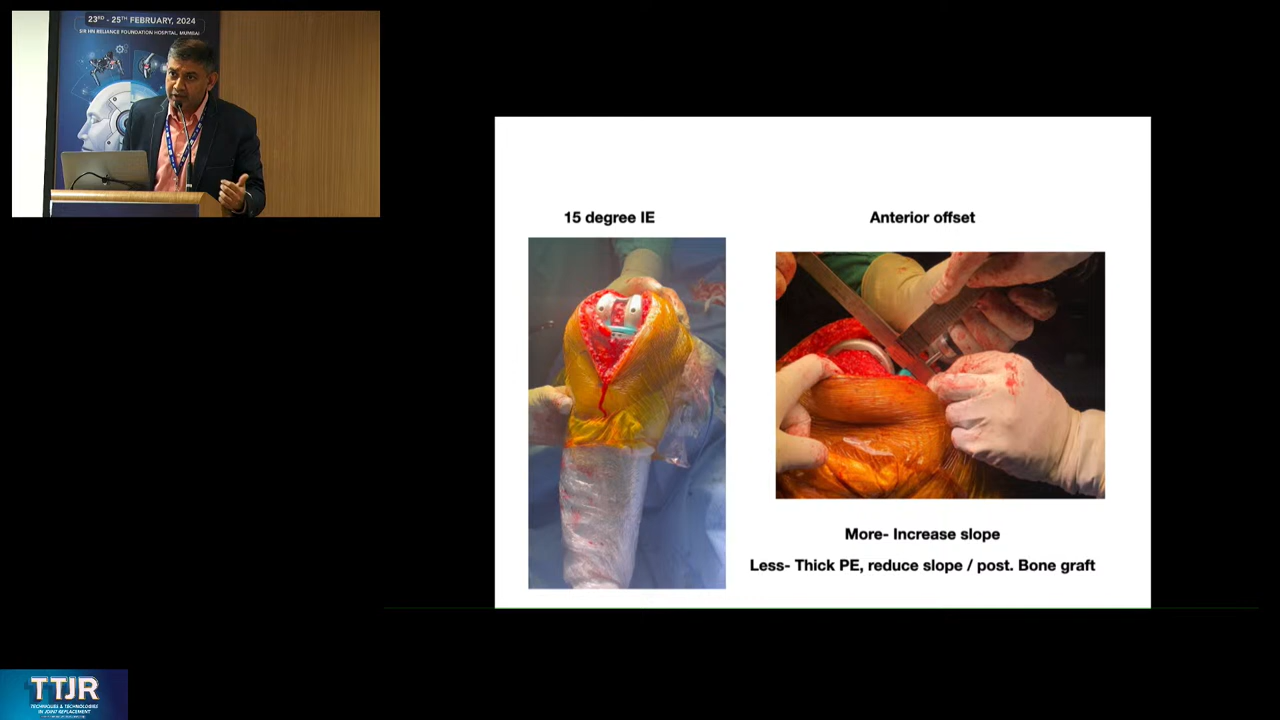 23RD - 25TH FEBRUARY, 2024
SIR HN RELIANCE FOUNDATION HOSPITAL, MUMBAI
15 degree IE
Anterior offset
More- Increase slope
Less- Thick PE, reduce slope / post. Bone graft
TTJR
TECHNIQUES & TECHNOLOGIES
IN JOINT REPLACEMENT